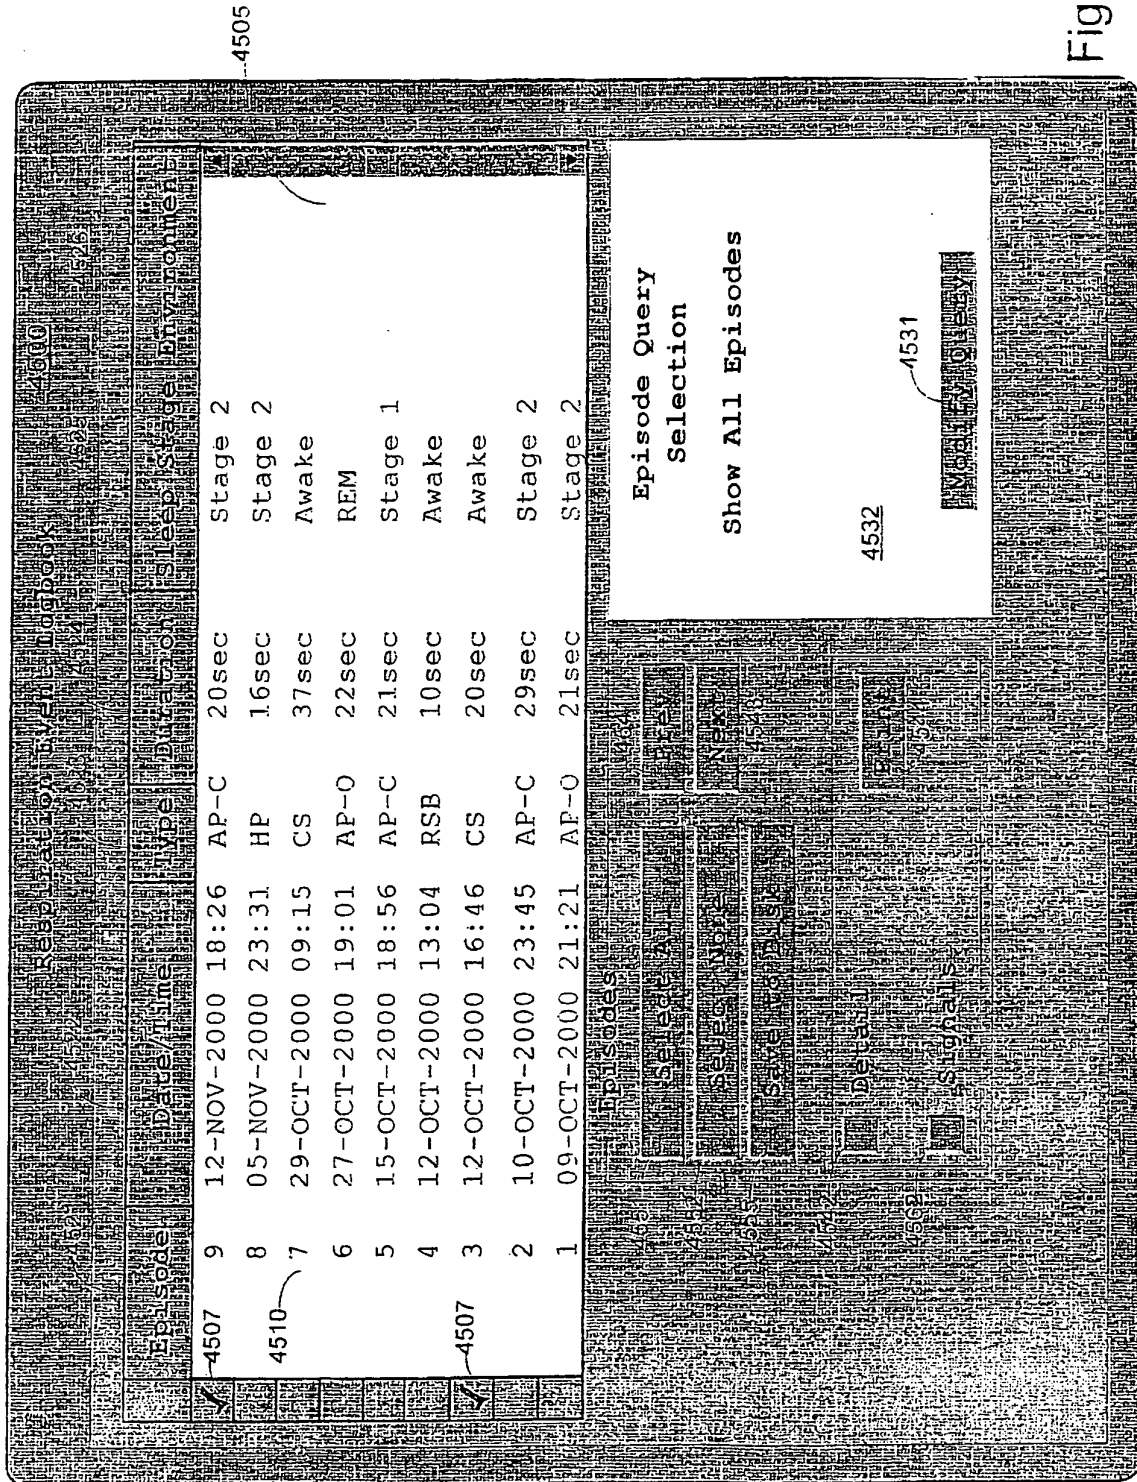 Respiration Event Logbook 4500
4505
Episode Date/Time Type Duration Sleep Stage Environment
4507
9 12-NOV-2000 18:26 AP-C 20sec Stage 2
8 05-NOV-2000 23:31 HP 16sec Stage 2
4510
7 29-OCT-2000 09:15 CS 37sec Awake
6 27-OCT-2000 19:01 AP-O 22sec REM
5 15-OCT-2000 18:56 AP-C 21sec Stage 1
4 12-OCT-2000 13:04 RSB 10sec Awake
4507
3 12-OCT-2000 16:46 CS 20sec Awake
2 10-OCT-2000 23:45 AP-C 29sec Stage 2
1 09-OCT-2000 21:21 AP-O 21sec Stage 2
Episodes
Select All
Select None
Save to Disk
Prev
Next
Detail
Signals
Print
Episode Query
Selection
Show All Episodes
4532
4531
Modify Query
Fig